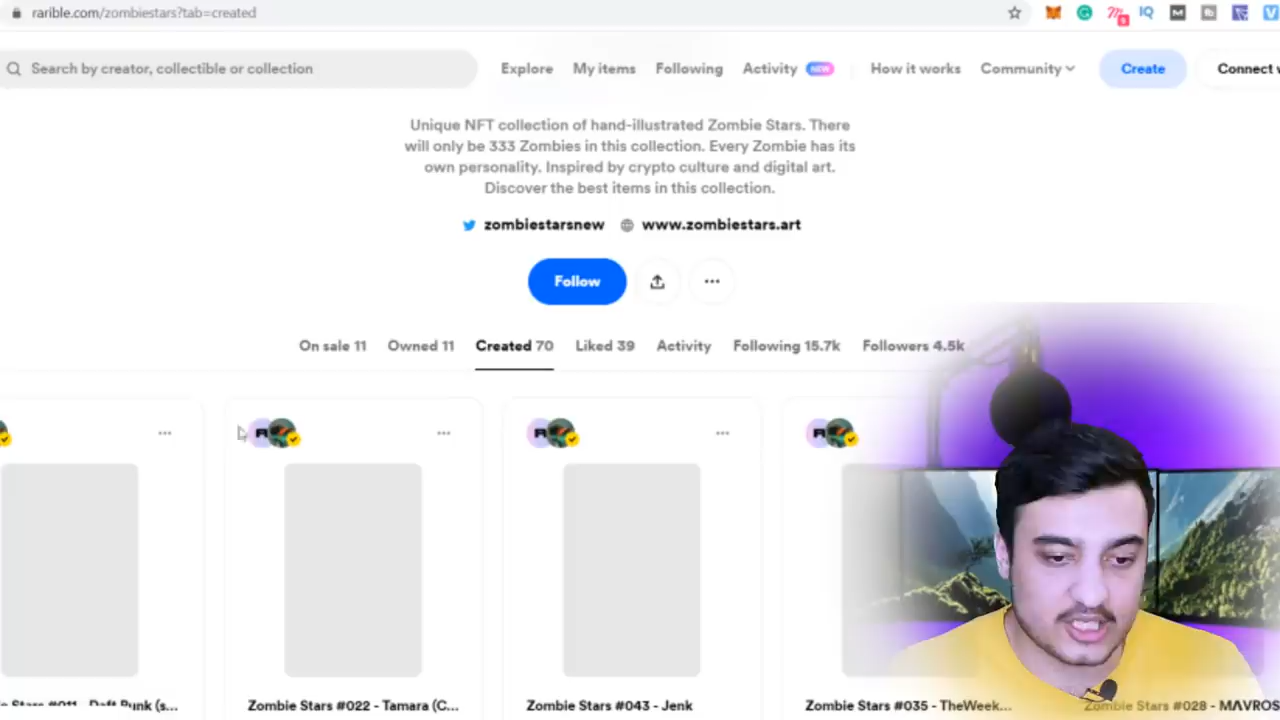 rarible.com/zombiestars?tab=created
Search by creator, collectible or collection
Explore My items Following Activity NEW How it works Community Create Connect
Unique NFT collection of hand-illustrated Zombie Stars. There
will only be 333 Zombies in this collection. Every Zombie has its
own personality. Inspired by crypto culture and digital art.
Discover the best items in this collection.
zombiestarsnew www.zombiestars.art
Follow
On sale 11 Owned 11 Created 70 Liked 39 Activity Following 15.7k Followers 4.5k
Stars #011 - Daft Punk (s... Zombie Stars #022 - Tamara (C... Zombie Stars #043 - Jenk Zombie Stars #035 - TheWeek... Zombie Stars #028 - MAVROS